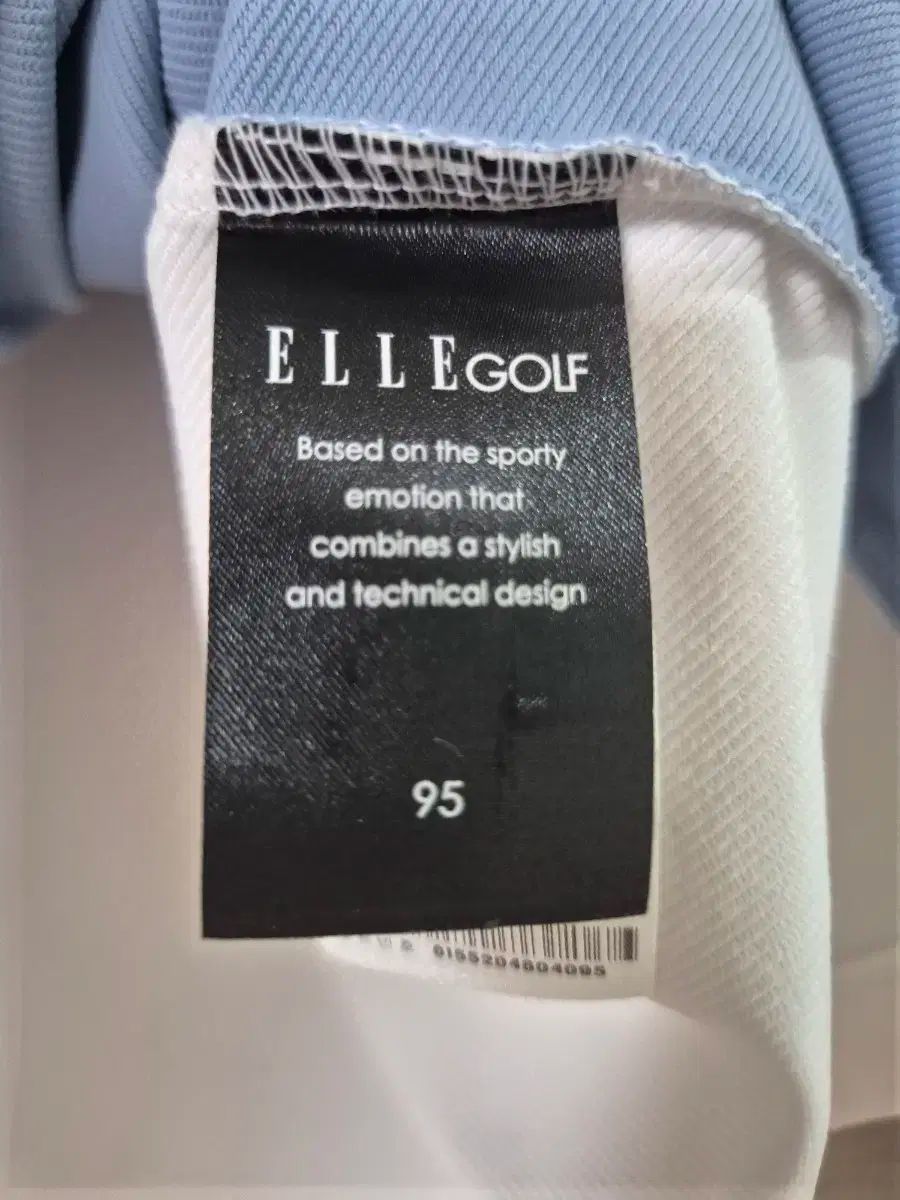 ELLE GOLF
Based on the sporty
emotion that
combines a stylish
and technical design
95